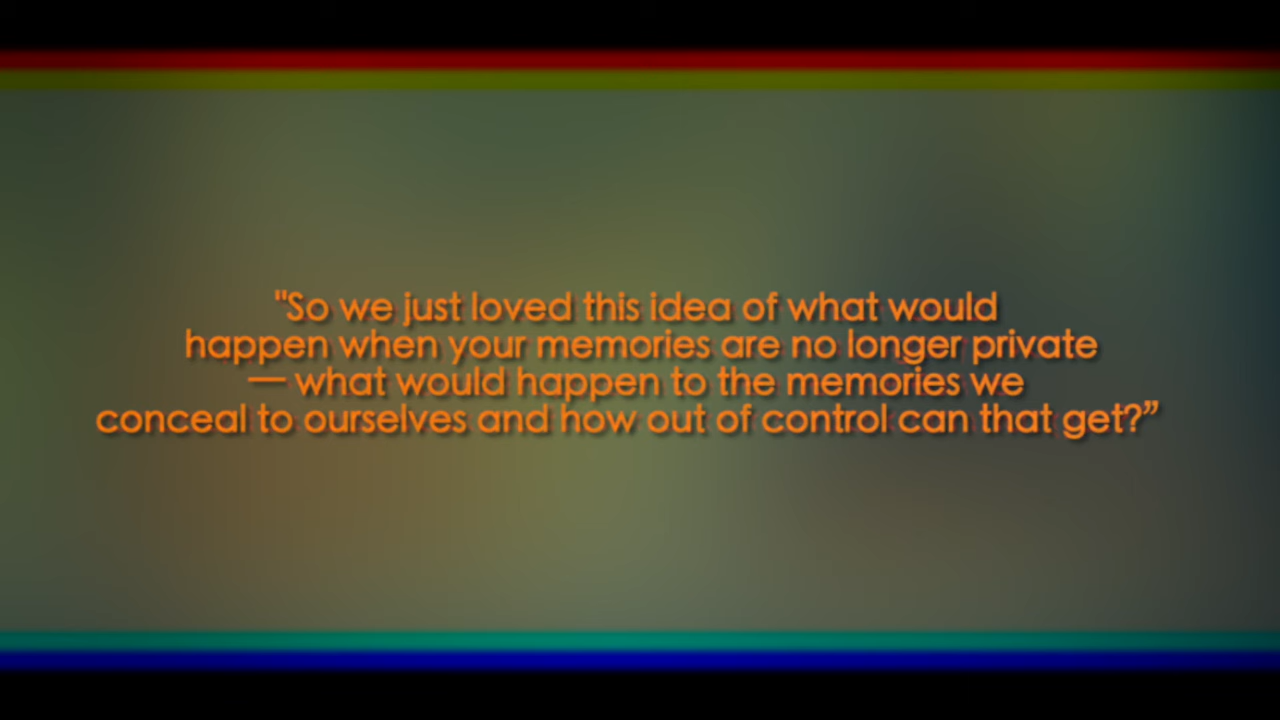 "So we just loved this idea of what would
happen when your memories are no longer private
— what would happen to the memories we
conceal to ourselves and how out of control can that get?”